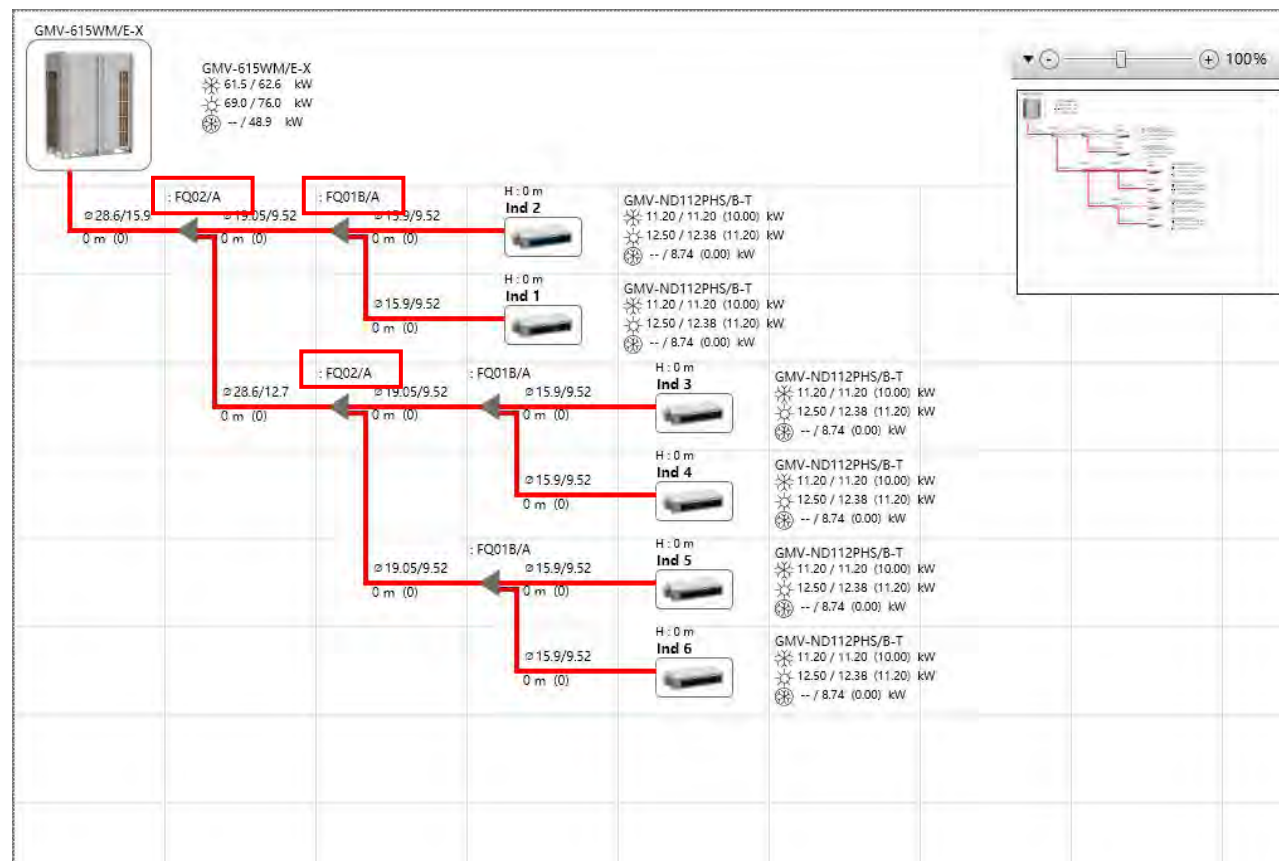 GMV-615WM/E-X
GMV-615WM/E-X
61.5 / 62.6 kW
69.0 / 76.0 kW
-- / 48.9 kW
100%
: FQ02/A
: FQ01B/A
H : 0 m
Ind 2
⌀28.6/15.9
0 m (0)
⌀19.05/9.52
0 m (0)
⌀15.9/9.52
0 m (0)
GMV-ND112PHS/B-T
11.20 / 11.20 (10.00) kW
12.50 / 12.38 (11.20) kW
-- / 8.74 (0.00) kW
H : 0 m
Ind 1
⌀15.9/9.52
0 m (0)
GMV-ND112PHS/B-T
11.20 / 11.20 (10.00) kW
12.50 / 12.38 (11.20) kW
-- / 8.74 (0.00) kW
: FQ02/A
: FQ01B/A
H : 0 m
Ind 3
⌀28.6/12.7
0 m (0)
⌀19.05/9.52
0 m (0)
⌀15.9/9.52
0 m (0)
GMV-ND112PHS/B-T
11.20 / 11.20 (10.00) kW
12.50 / 12.38 (11.20) kW
-- / 8.74 (0.00) kW
H : 0 m
Ind 4
⌀15.9/9.52
0 m (0)
GMV-ND112PHS/B-T
11.20 / 11.20 (10.00) kW
12.50 / 12.38 (11.20) kW
-- / 8.74 (0.00) kW
: FQ01B/A
H : 0 m
Ind 5
⌀19.05/9.52
0 m (0)
⌀15.9/9.52
0 m (0)
GMV-ND112PHS/B-T
11.20 / 11.20 (10.00) kW
12.50 / 12.38 (11.20) kW
-- / 8.74 (0.00) kW
H : 0 m
Ind 6
⌀15.9/9.52
0 m (0)
GMV-ND112PHS/B-T
11.20 / 11.20 (10.00) kW
12.50 / 12.38 (11.20) kW
-- / 8.74 (0.00) kW